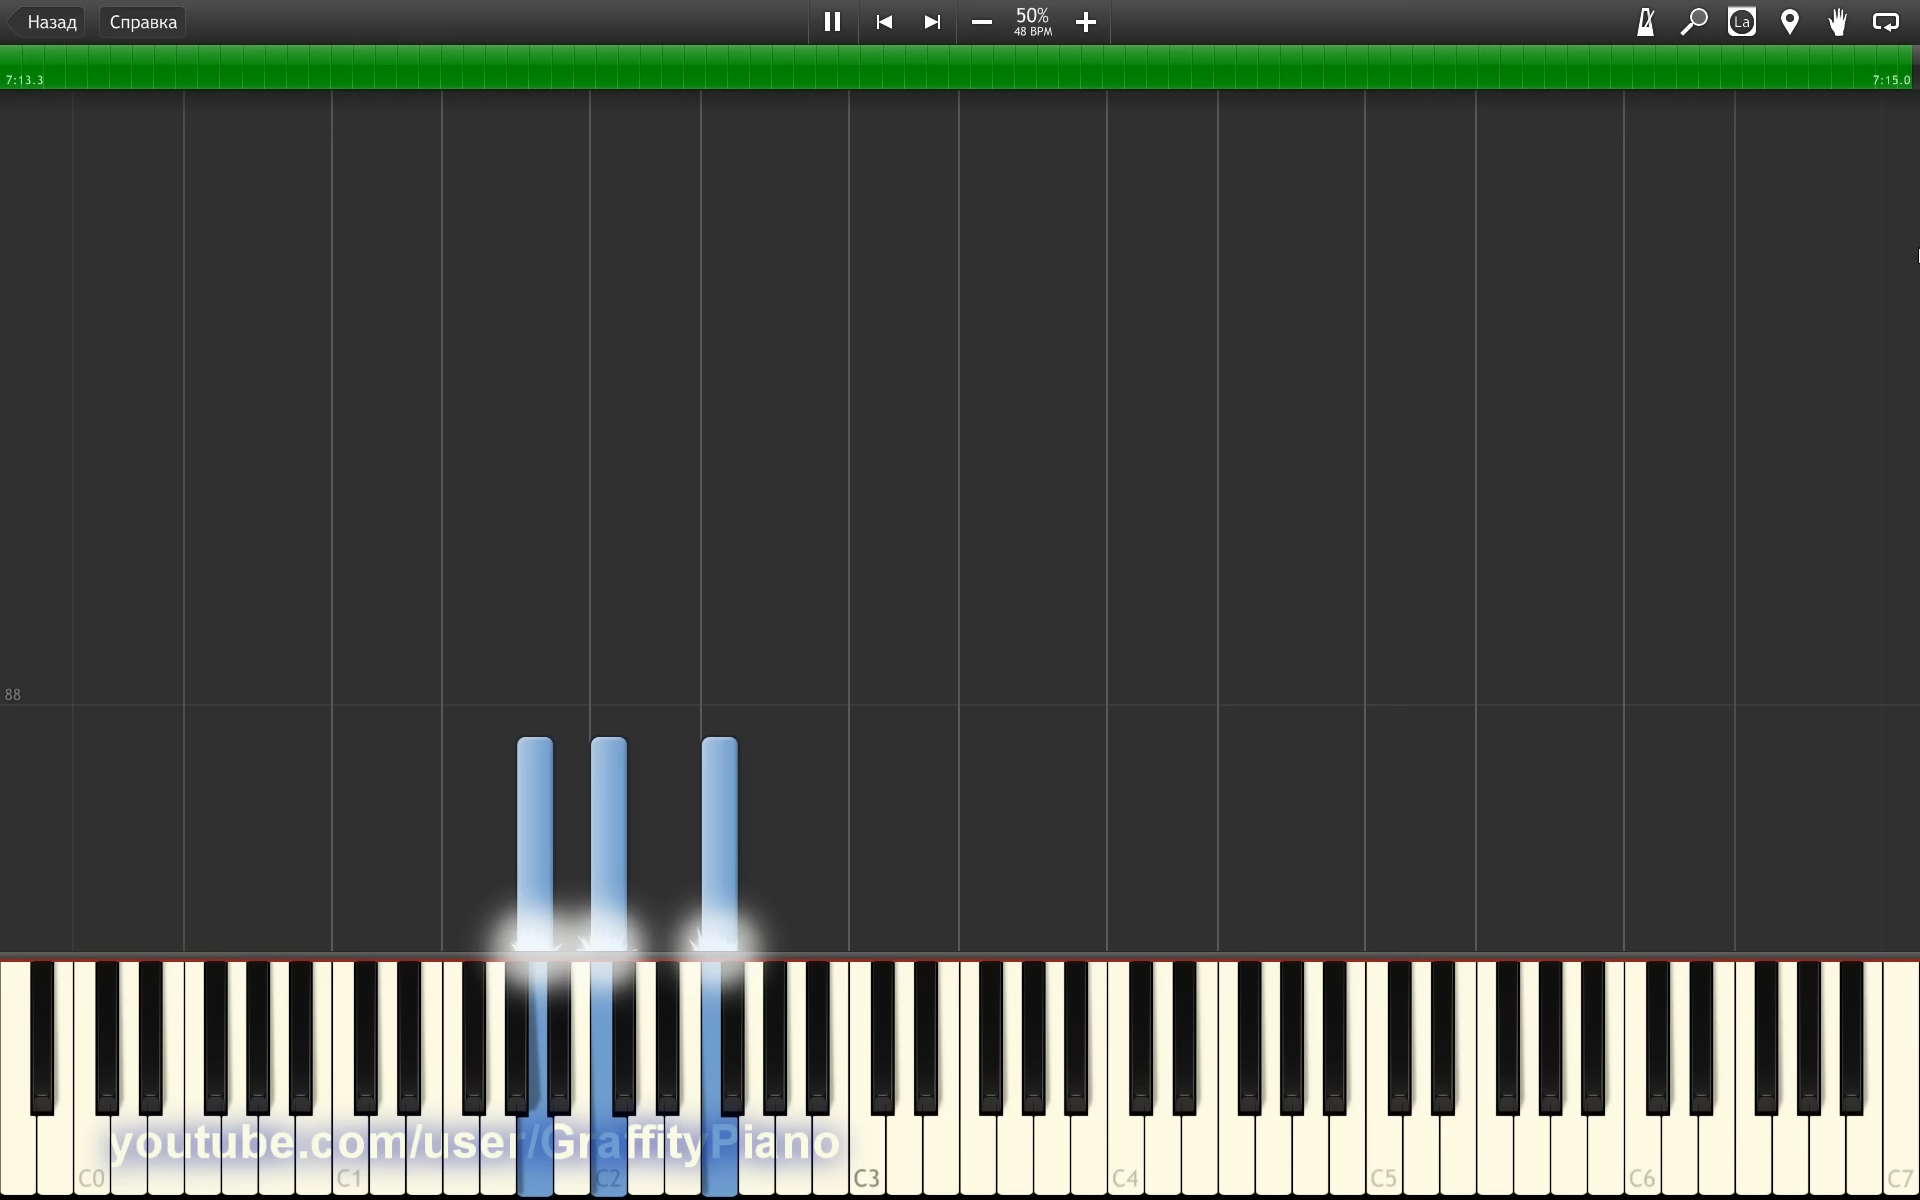 Назад
Справка
50%
48 BPM
La
7:13.3
7:15.0
88
youtube.com/user/GraffityPiano
C0
C1
C2
C3
C4
C5
C6
C7